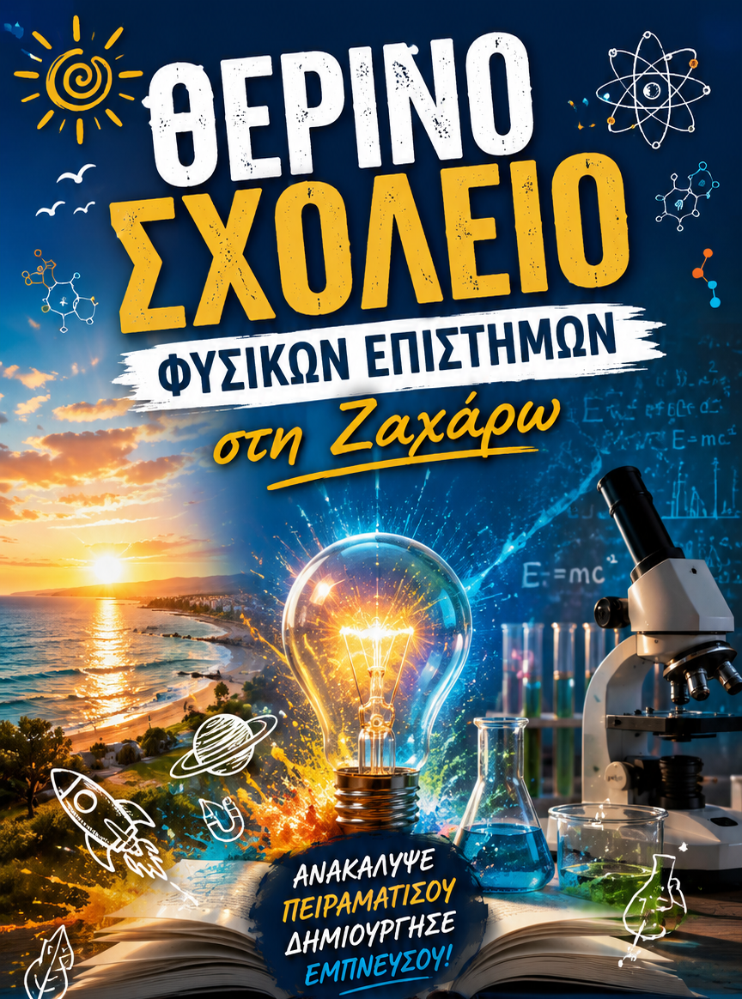 ΘΕΡΙΝΟ
ΣΧΟΛΕΙΟ
ΦΥΣΙΚΩΝ ΕΠΙΣΤΗΜΩΝ
στη Ζαχάρω
E=mc²
E=mc²
ΑΝΑΚΑΛΥΨΕ
ΠΕΙΡΑΜΑΤΙΣΟΥ
ΔΗΜΙΟΥΡΓΗΣΕ
ΕΜΠΝΕΥΣΟΥ!